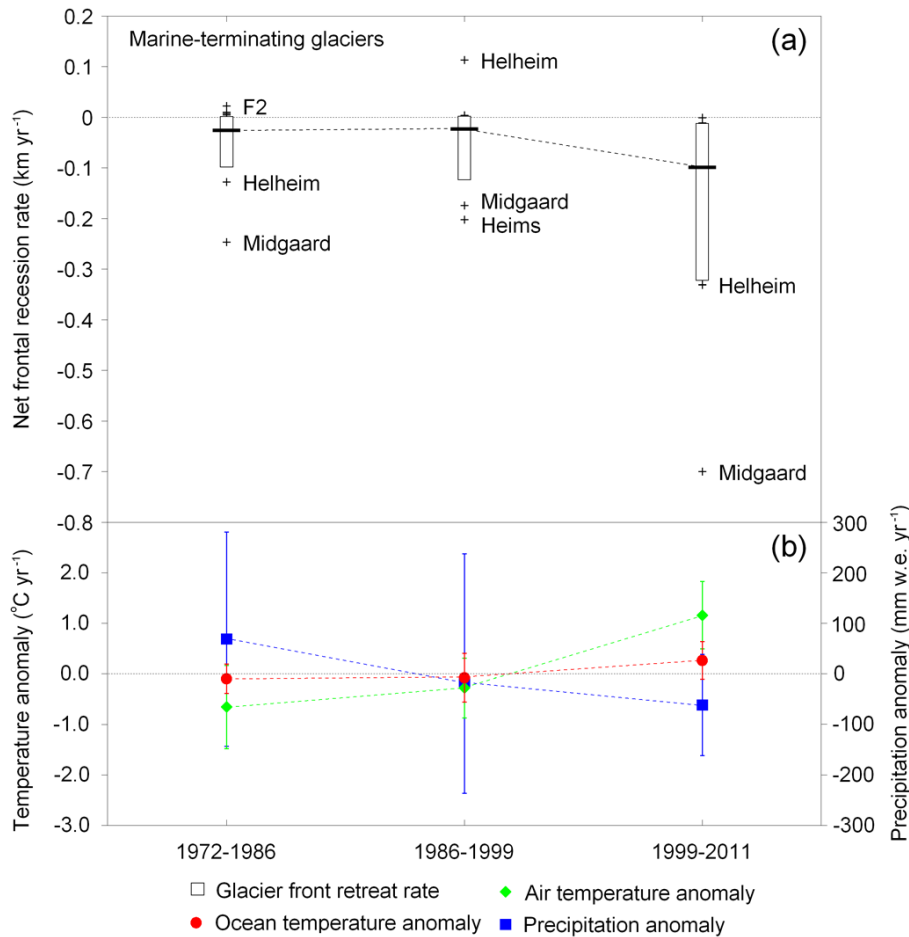 Marine-terminating glaciers
(a)
Net frontal recession rate (km yr⁻¹)
0.2
0.1
0
-0.1
-0.2
-0.3
-0.4
-0.5
-0.6
-0.7
-0.8
F2
Helheim
Midgaard
Helheim
Midgaard
Heims
Helheim
Midgaard
(b)
Temperature anomaly (°C yr⁻¹)
2.0
1.0
0.0
-1.0
-2.0
-3.0
Precipitation anomaly (mm w.e. yr⁻¹)
300
200
100
0
-100
-200
-300
1972-1986
1986-1999
1999-2011
Glacier front retreat rate
Air temperature anomaly
Ocean temperature anomaly
Precipitation anomaly